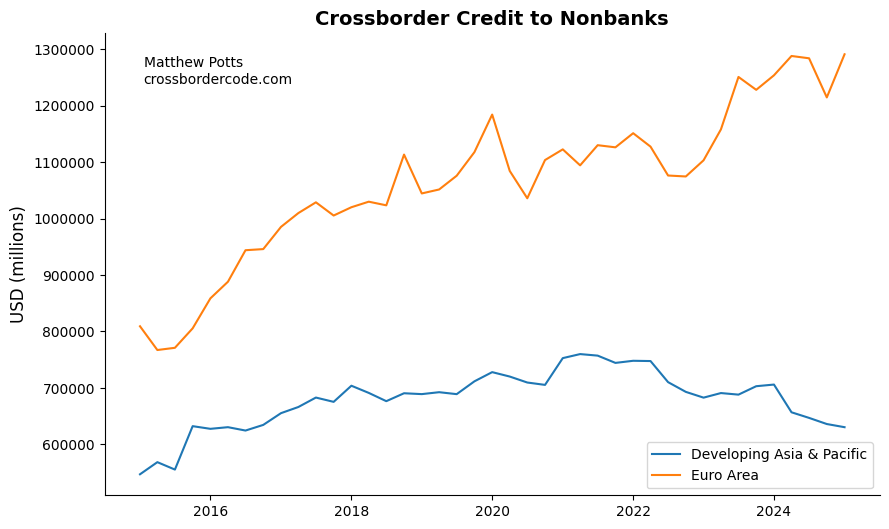 Crossborder Credit to Nonbanks
Matthew Potts
crossbordercode.com
USD (millions)
1300000
1200000
1100000
1000000
900000
800000
700000
600000
2016
2018
2020
2022
2024
Developing Asia & Pacific
Euro Area